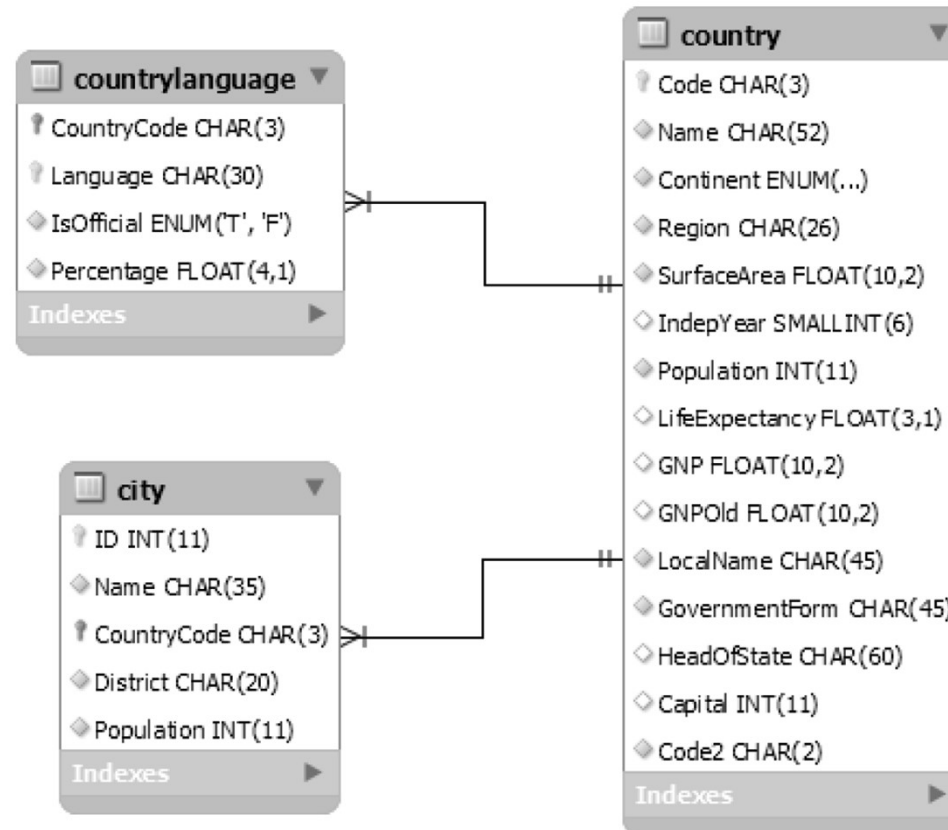 countrylanguage
CountryCode CHAR(3)
Language CHAR(30)
IsOfficial ENUM('T', 'F')
Percentage FLOAT(4,1)
Indexes
city
ID INT(11)
Name CHAR(35)
CountryCode CHAR(3)
District CHAR(20)
Population INT(11)
Indexes
country
Code CHAR(3)
Name CHAR(52)
Continent ENUM(...)
Region CHAR(26)
SurfaceArea FLOAT(10,2)
IndepYear SMALLINT(6)
Population INT(11)
LifeExpectancy FLOAT(3,1)
GNP FLOAT(10,2)
GNPOld FLOAT(10,2)
LocalName CHAR(45)
GovernmentForm CHAR(45)
HeadOfState CHAR(60)
Capital INT(11)
Code2 CHAR(2)
Indexes